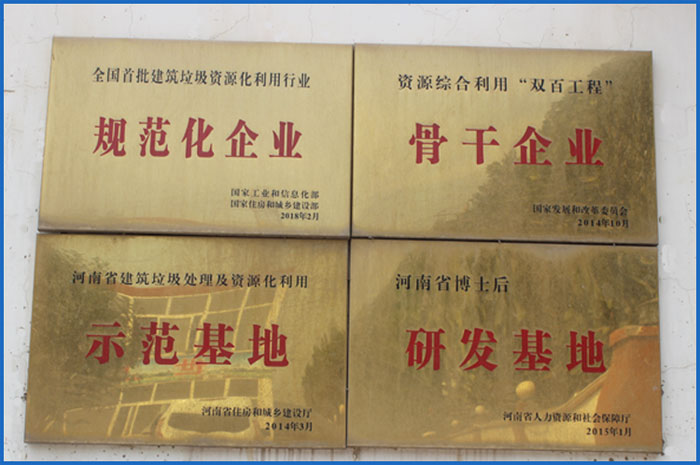 全国首批建筑垃圾资源化利用行业
规范化企业
国家工业和信息化部
国家住房和城乡建设部
2018年2月
资源综合利用“双百工程”
骨干企业
国家发展和改革委员会
2014年10月
河南省建筑垃圾处理及资源化利用
示范基地
河南省住房和城乡建设厅
2014年3月
河南省博士后
研发基地
河南省人力资源和社会保障厅
2015年1月